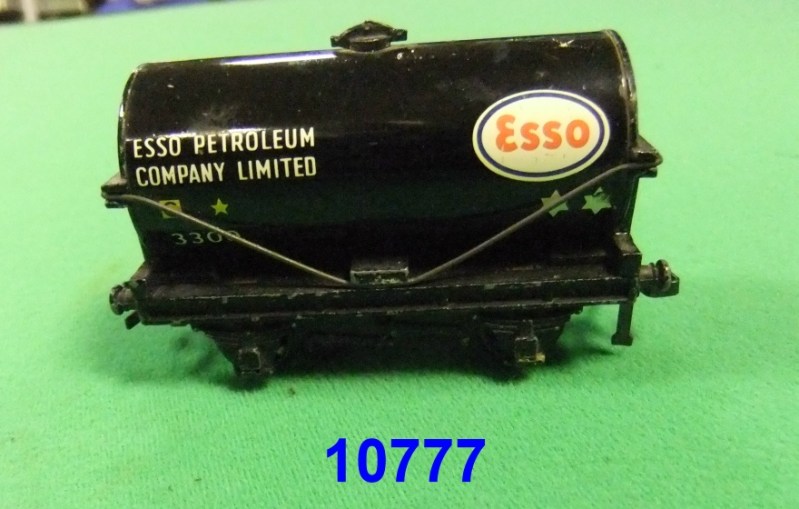 ESSO PETROLEUM
COMPANY LIMITED
Esso
10777